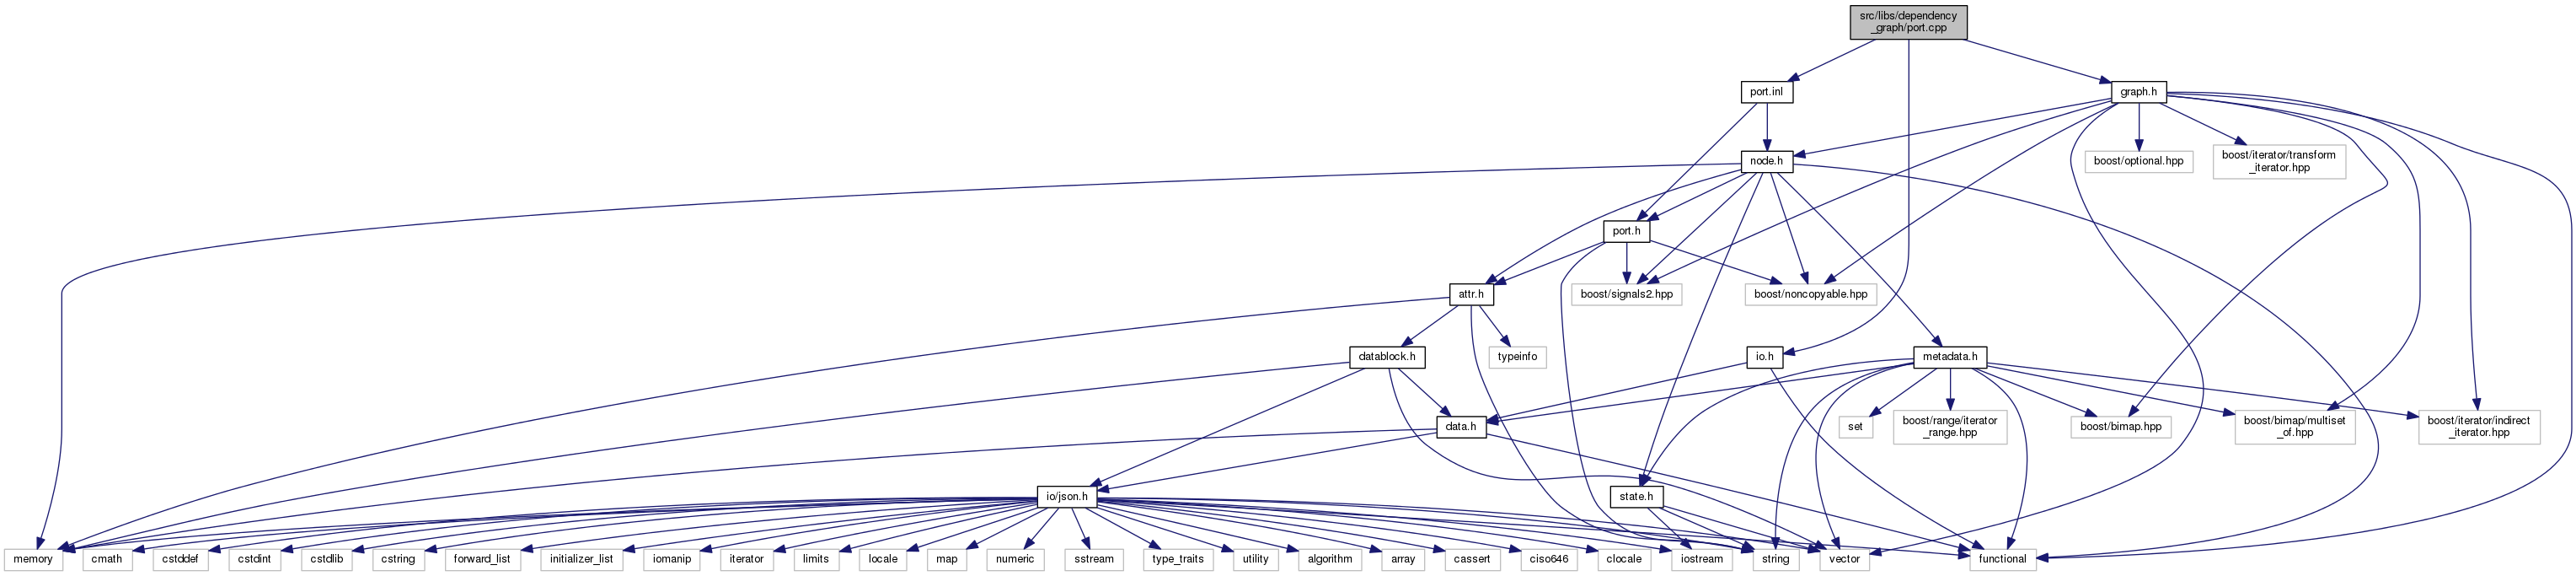 src/libs/dependency
_graph/port.cpp
port.inl
graph.h
node.h
boost/optional.hpp
boost/iterator/transform
_iterator.hpp
port.h
attr.h
boost/signals2.hpp
boost/noncopyable.hpp
datablock.h
typeinfo
io.h
metadata.h
data.h
set
boost/range/iterator
_range.hpp
boost/bimap.hpp
boost/bimap/multiset
_of.hpp
boost/iterator/indirect
_iterator.hpp
io/json.h
state.h
memory
cmath
cstddef
cstdint
cstdlib
cstring
forward_list
initializer_list
iomanip
iterator
limits
locale
map
numeric
sstream
type_traits
utility
algorithm
array
cassert
ciso646
clocale
iostream
string
vector
functional